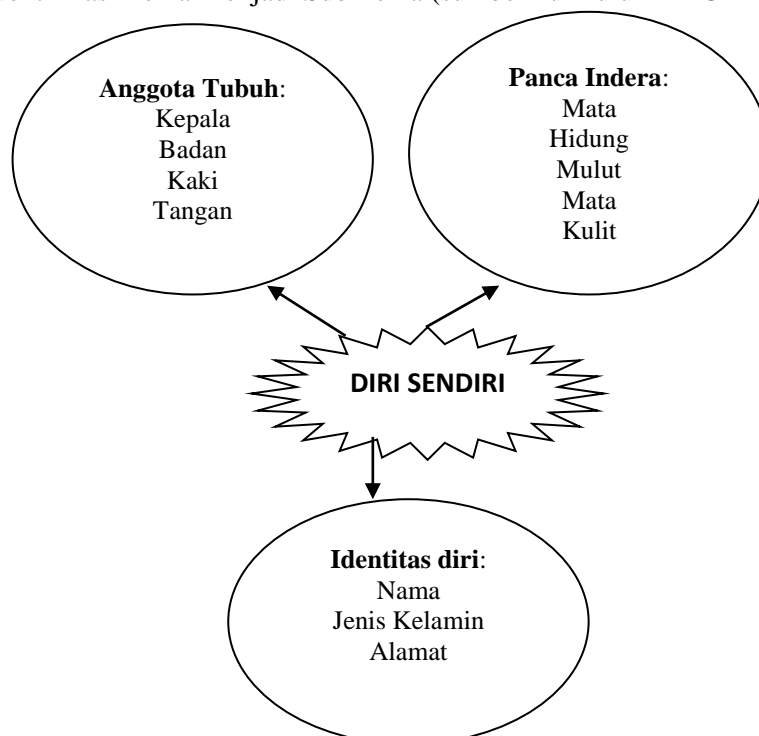 Anggota Tubuh:
Kepala
Badan
Kaki
Tangan
Panca Indera:
Mata
Hidung
Mulut
Mata
Kulit
DIRI SENDIRI
Identitas diri:
Nama
Jenis Kelamin
Alamat